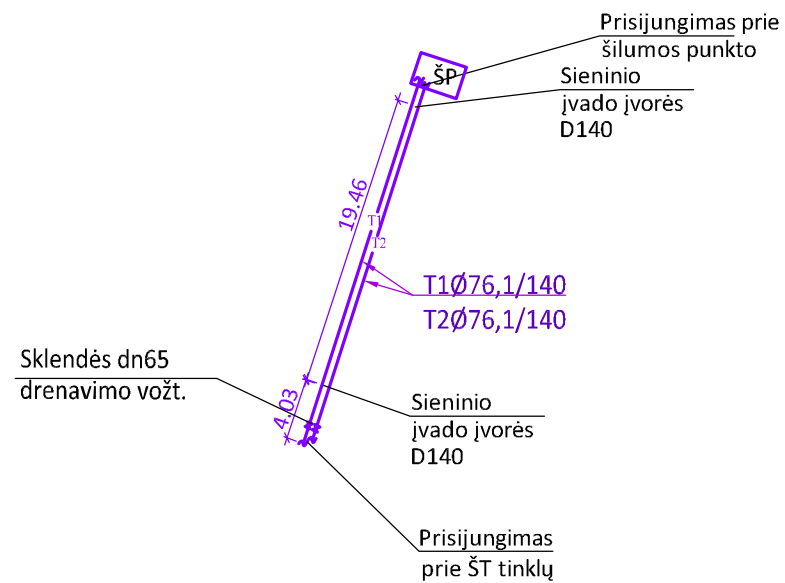 Prisijungimas prie
šilumos punkto
ŠP
Sieninio
įvado įvorės
D140
19.46
T1
T2
T1Ø76,1/140
T2Ø76,1/140
Sklendės dn65
drenavimo vožt.
4.03
Sieninio
įvado įvorės
D140
Prisijungimas
prie ŠT tinklų